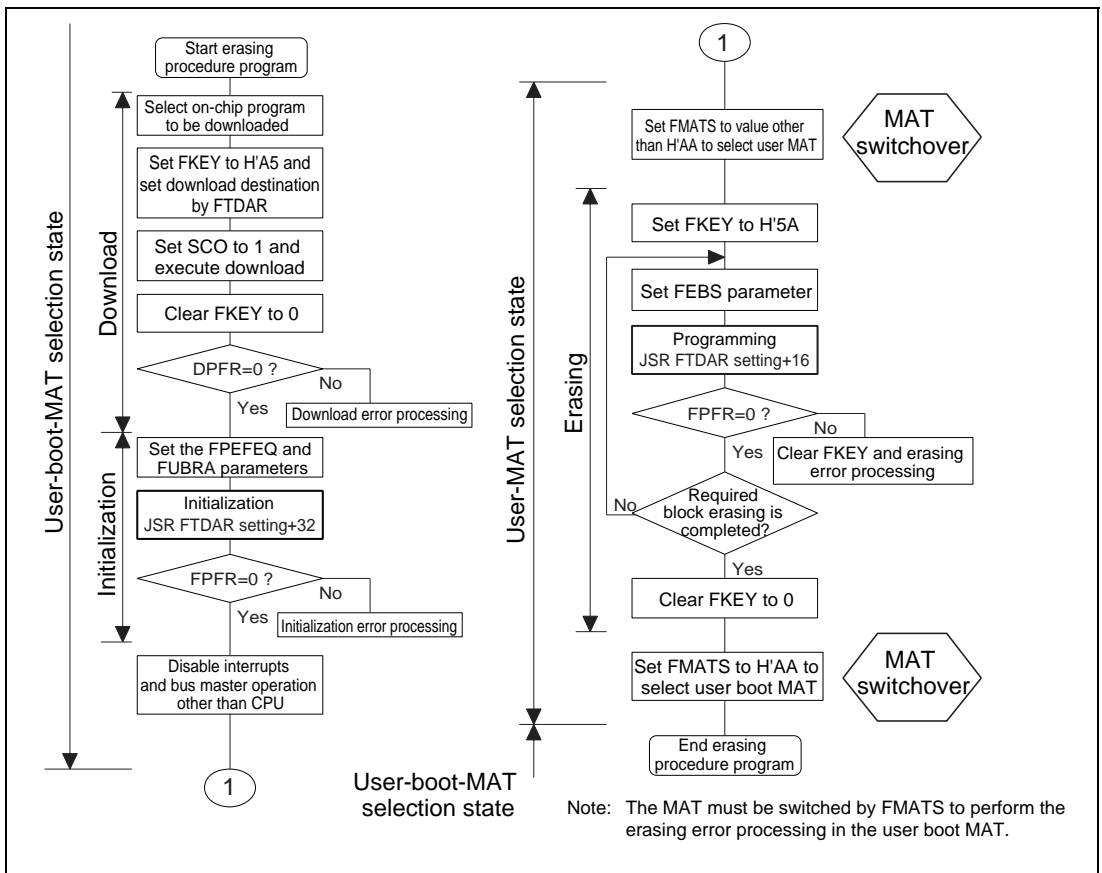 User-boot-MAT selection state
Download
Initialization
Start erasing
procedure program
Select on-chip program
to be downloaded
Set FKEY to H'A5 and
set download destination
by FTDAR
Set SCO to 1 and
execute download
Clear FKEY to 0
DPFR=0 ?
No
Yes
Download error processing
Set the FPEFEQ and
FUBRA parameters
Initialization
JSR FTDAR setting+32
FPFR=0 ?
No
Yes
Initialization error processing
Disable interrupts
and bus master operation
other than CPU
1
1
User-MAT selection state
Set FMATS to value other
than H'AA to select user MAT
MAT
switchover
Erasing
Set FKEY to H'5A
Set FEBS parameter
Programming
JSR FTDAR setting+16
FPFR=0 ?
No
Yes
Clear FKEY and erasing
error processing
Required
block erasing is
completed?
No
Yes
Clear FKEY to 0
Set FMATS to H'AA to
select user boot MAT
MAT
switchover
End erasing
procedure program
User-boot-MAT
selection state
Note: The MAT must be switched by FMATS to perform the
erasing error processing in the user boot MAT.